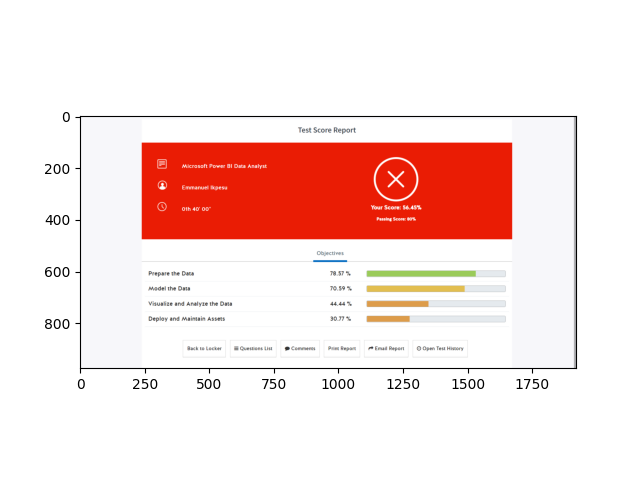 0
200
400
600
800
0
250
500
750
1000
1250
1500
1750
Test Score Report
Microsoft Power BI Data Analyst
Emmanuel Ikpesu
0th 40' 00"
Your Score: 56.45%
Passing Score: 80%
Objectives
Prepare the Data 78.57 %
Model the Data 70.59 %
Visualize and Analyze the Data 44.44 %
Deploy and Maintain Assets 30.77 %
Back to Locker Questions List Comments Print Report Email Report Open Test History